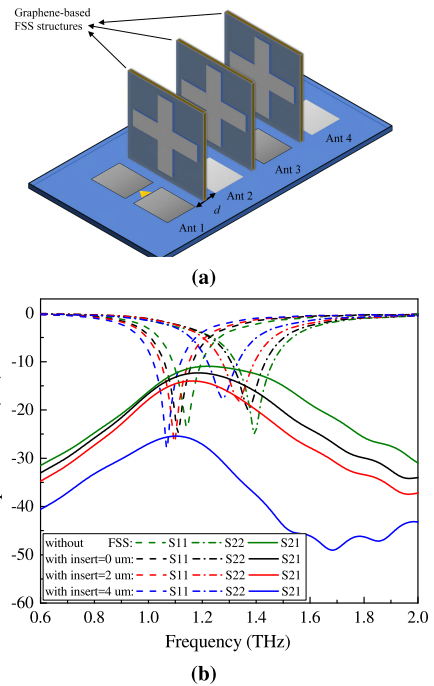 Graphene-based
FSS structures
Ant 4
Ant 3
Ant 2
d
Ant 1
(a)
0
-10
-20
-30
-40
-50
-60
without FSS: S11 S22 S21
with insert=0 um: S11 S22 S21
with insert=2 um: S11 S22 S21
with insert=4 um: S11 S22 S21
0.6 0.8 1.0 1.2 1.4 1.6 1.8 2.0
Frequency (THz)
(b)